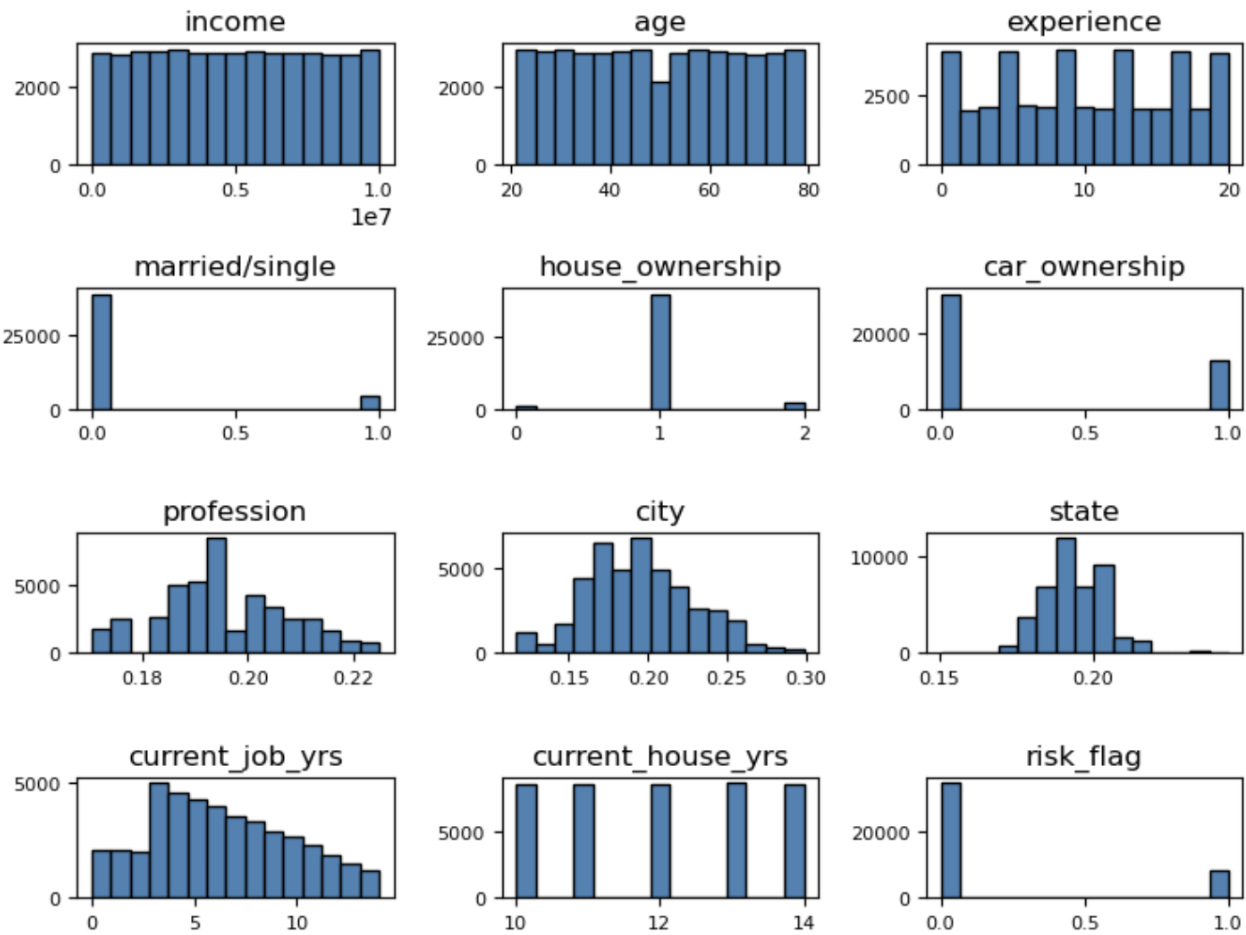 income age experience
2000 2000 2500
0 0 0
0.0 0.5 1.0 20 40 60 80 0 10 20
1e7
married/single house_ownership car_ownership
25000 25000 20000
0 0 0
0.0 0.5 1.0 0 1 2 0.0 0.5 1.0
profession city state
5000 5000 10000
0 0 0
0.18 0.20 0.22 0.15 0.20 0.25 0.30 0.15 0.20
current_job_yrs current_house_yrs risk_flag
5000 5000 20000
0 0 0
0 5 10 10 12 14 0.0 0.5 1.0